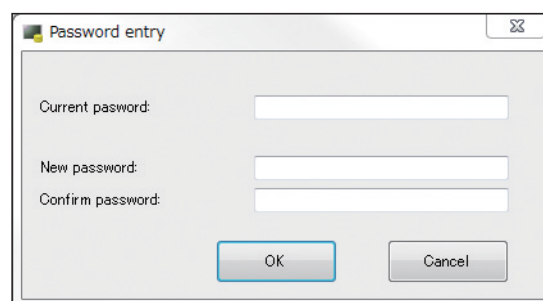 Password entry
Current pasword:
New password:
Confirm password:
OK Cancel